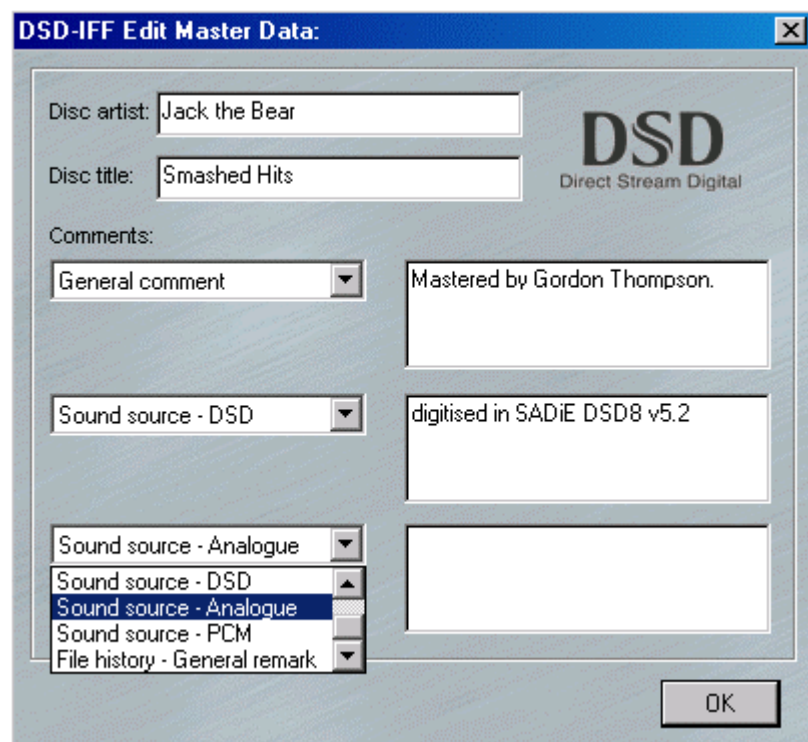 DSD-IFF Edit Master Data:
Disc artist: Jack the Bear
DSD
Direct Stream Digital
Disc title: Smashed Hits
Comments:
General comment
Mastered by Gordon Thompson.
Sound source - DSD
digitised in SADiE DSD8 v5.2
Sound source - Analogue
Sound source - DSD
Sound source - Analogue
Sound source - PCM
File history - General remark
OK